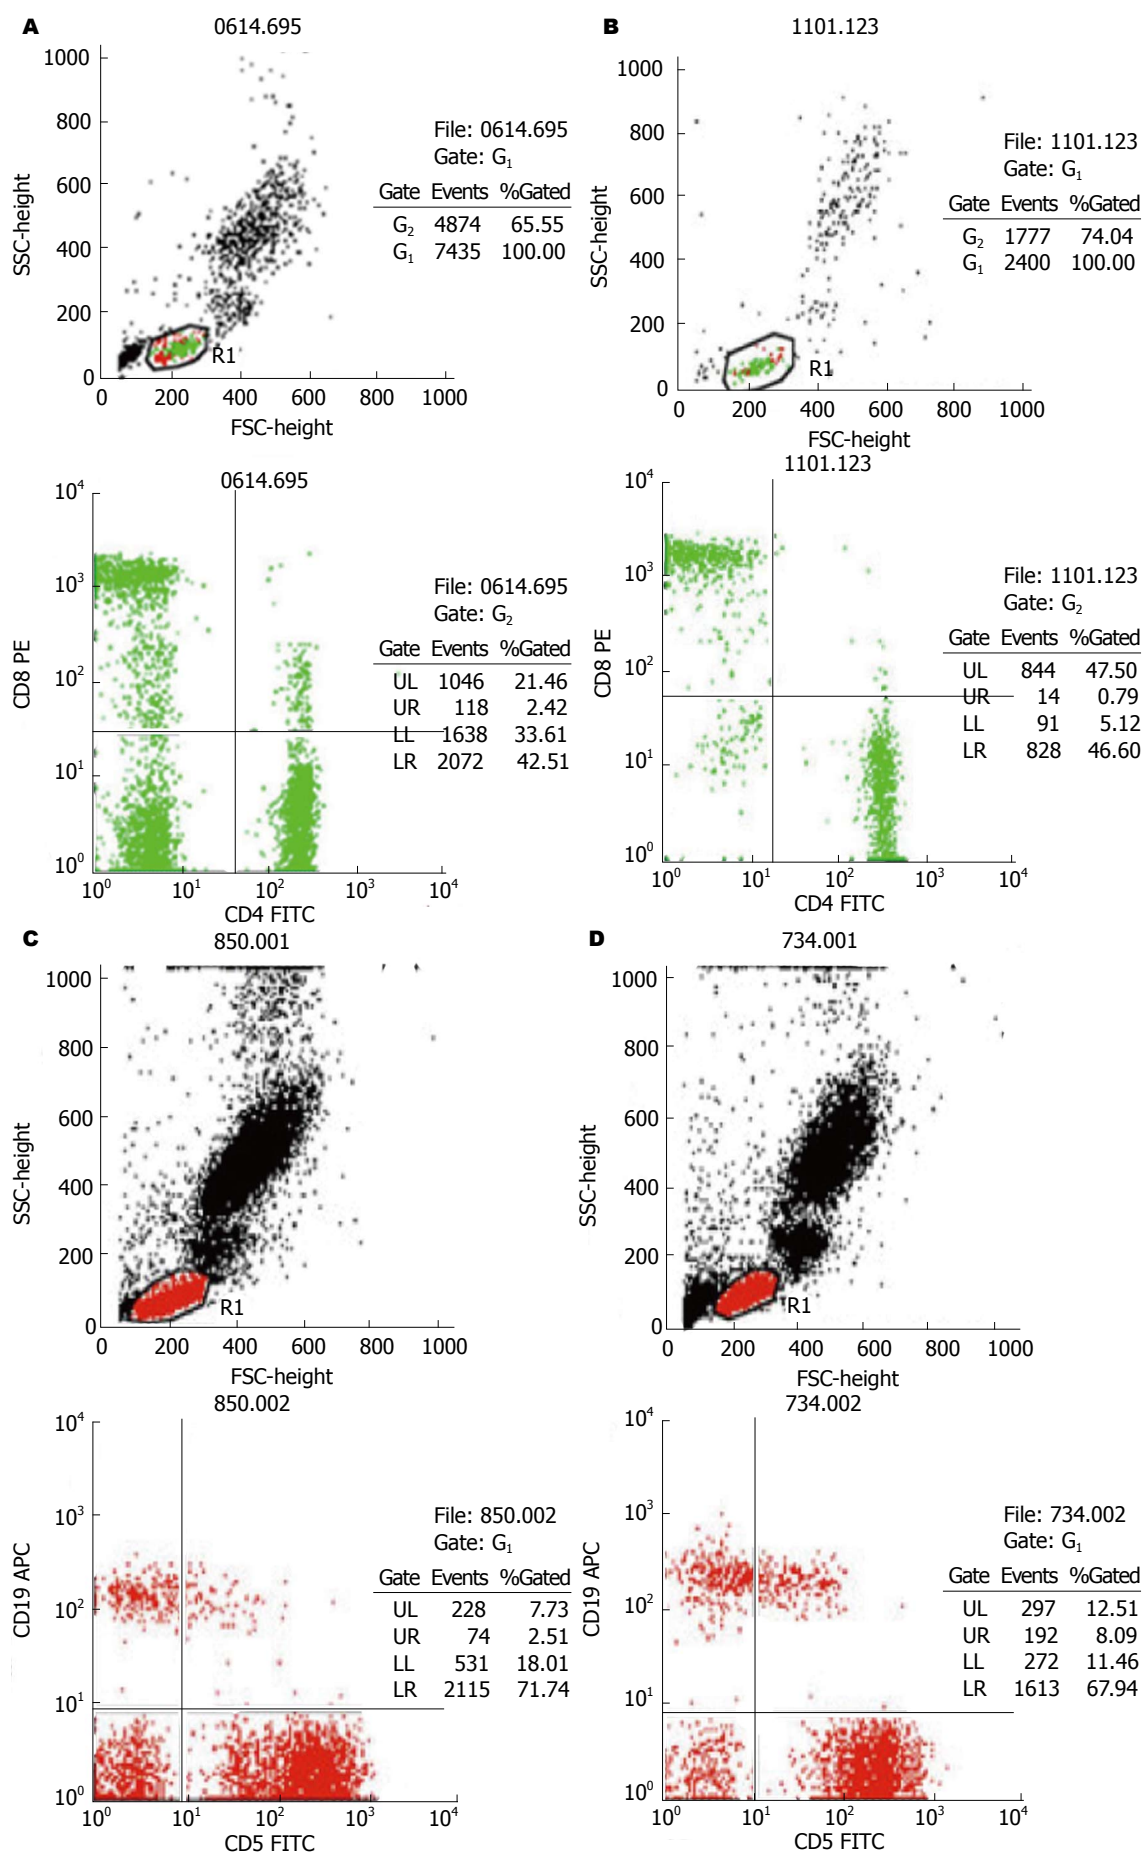 A
0614.695
1000
800
600
400
200
0
SSC-height
R1
0 200 400 600 800 1000
FSC-height
File: 0614.695
Gate: G1
Gate Events %Gated
G2 4874 65.55
G1 7435 100.00
B
1101.123
1000
800
600
400
200
0
SSC-height
R1
0 200 400 600 800 1000
FSC-height
File: 1101.123
Gate: G1
Gate Events %Gated
G2 1777 74.04
G1 2400 100.00
0614.695
10^4
10^3
10^2
10^1
10^0
CD8 PE
10^0 10^1 10^2 10^3 10^4
CD4 FITC
File: 0614.695
Gate: G2
Gate Events %Gated
UL 1046 21.46
UR 118 2.42
LL 1638 33.61
LR 2072 42.51
1101.123
10^4
10^3
10^2
10^1
10^0
CD8 PE
10^0 10^1 10^2 10^3 10^4
CD4 FITC
File: 1101.123
Gate: G2
Gate Events %Gated
UL 844 47.50
UR 14 0.79
LL 91 5.12
LR 828 46.60
C
850.001
1000
800
600
400
200
0
SSC-height
R1
0 200 400 600 800 1000
FSC-height
D
734.001
1000
800
600
400
200
0
SSC-height
R1
0 200 400 600 800 1000
FSC-height
850.002
10^4
10^3
10^2
10^1
10^0
CD19 APC
10^0 10^1 10^2 10^3 10^4
CD5 FITC
File: 850.002
Gate: G1
Gate Events %Gated
UL 228 7.73
UR 74 2.51
LL 531 18.01
LR 2115 71.74
734.002
10^4
10^3
10^2
10^1
10^0
CD19 APC
10^0 10^1 10^2 10^3 10^4
CD5 FITC
File: 734.002
Gate: G1
Gate Events %Gated
UL 297 12.51
UR 192 8.09
LL 272 11.46
LR 1613 67.94